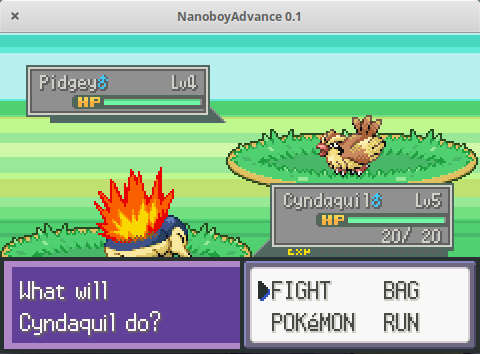 NanoboyAdvance 0.1
Pidgey♂ Lv4
HP
Cyndaquil♂ Lv5
HP
20/ 20
EXP
What will
Cyndaquil do?
FIGHT BAG
POKéMON RUN